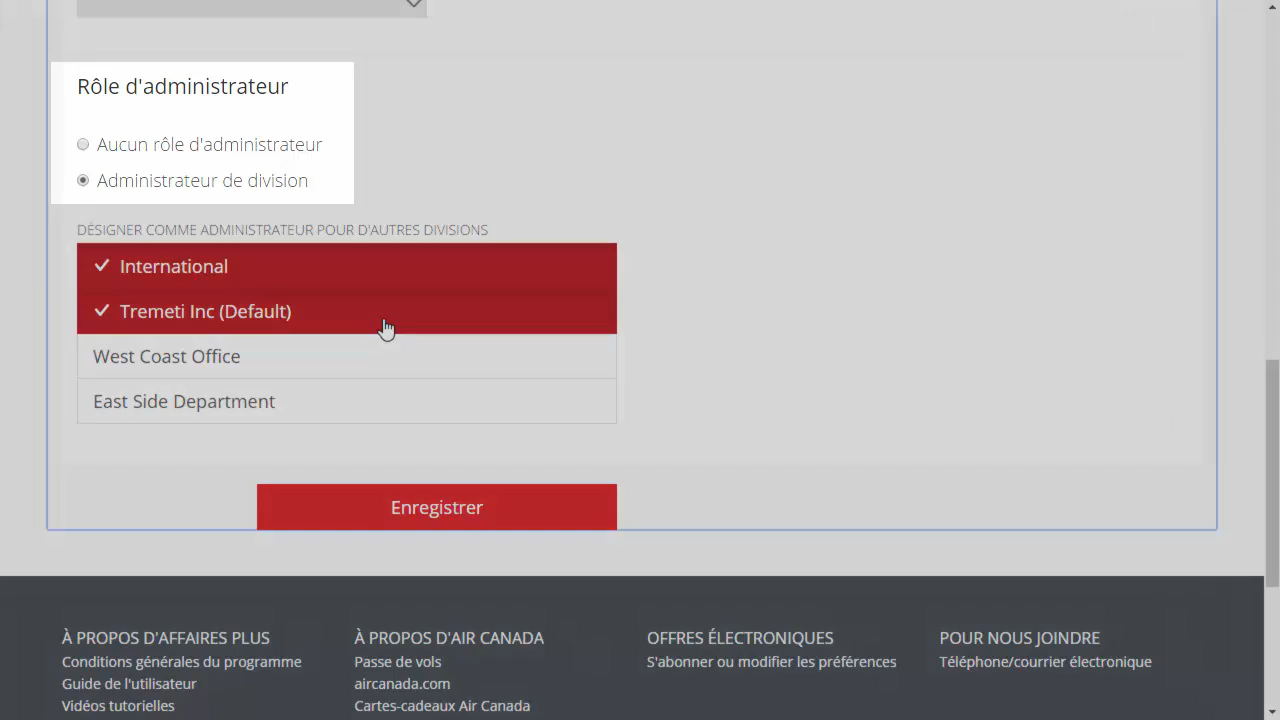 Rôle d'administrateur
Aucun rôle d'administrateur
Administrateur de division
DÉSIGNER COMME ADMINISTRATEUR POUR D'AUTRES DIVISIONS
International
Tremeti Inc (Default)
West Coast Office
East Side Department
Enregistrer
À PROPOS D'AFFAIRES PLUS
Conditions générales du programme
Guide de l'utilisateur
Vidéos tutorielles
À PROPOS D'AIR CANADA
Passe de vols
aircanada.com
Cartes-cadeaux Air Canada
OFFRES ÉLECTRONIQUES
S'abonner ou modifier les préférences
POUR NOUS JOINDRE
Téléphone/courrier électronique